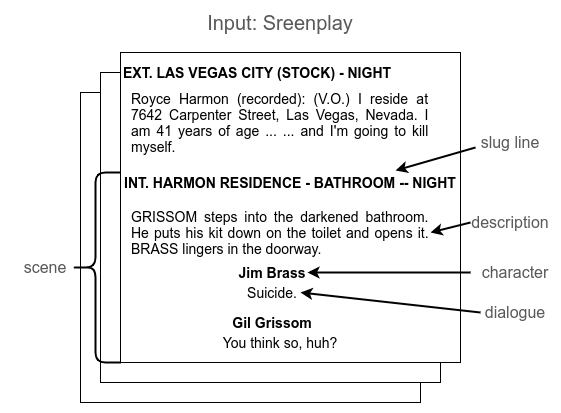 Input: Sreenplay
EXT. LAS VEGAS CITY (STOCK) - NIGHT
Royce Harmon (recorded): (V.O.) I reside at
7642 Carpenter Street, Las Vegas, Nevada. I
am 41 years of age ... ... and I'm going to kill
myself.
slug line
INT. HARMON RESIDENCE - BATHROOM -- NIGHT
GRISSOM steps into the darkened bathroom.
He puts his kit down on the toilet and opens it.
BRASS lingers in the doorway.
description
scene
Jim Brass
character
Suicide.
dialogue
Gil Grissom
You think so, huh?